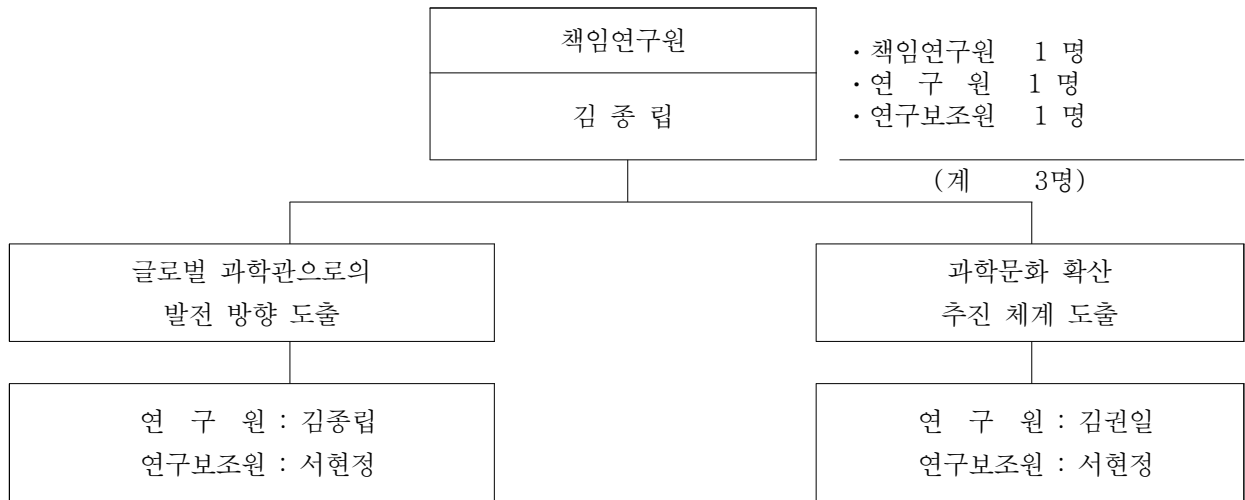 책임연구원
김 종 립
· 책임연구원 1 명
· 연 구 원 1 명
· 연구보조원 1 명
(계 3명)
글로벌 과학관으로의
발전 방향 도출
과학문화 확산
추진 체계 도출
연 구 원 : 김종립
연구보조원 : 서현정
연 구 원 : 김권일
연구보조원 : 서현정